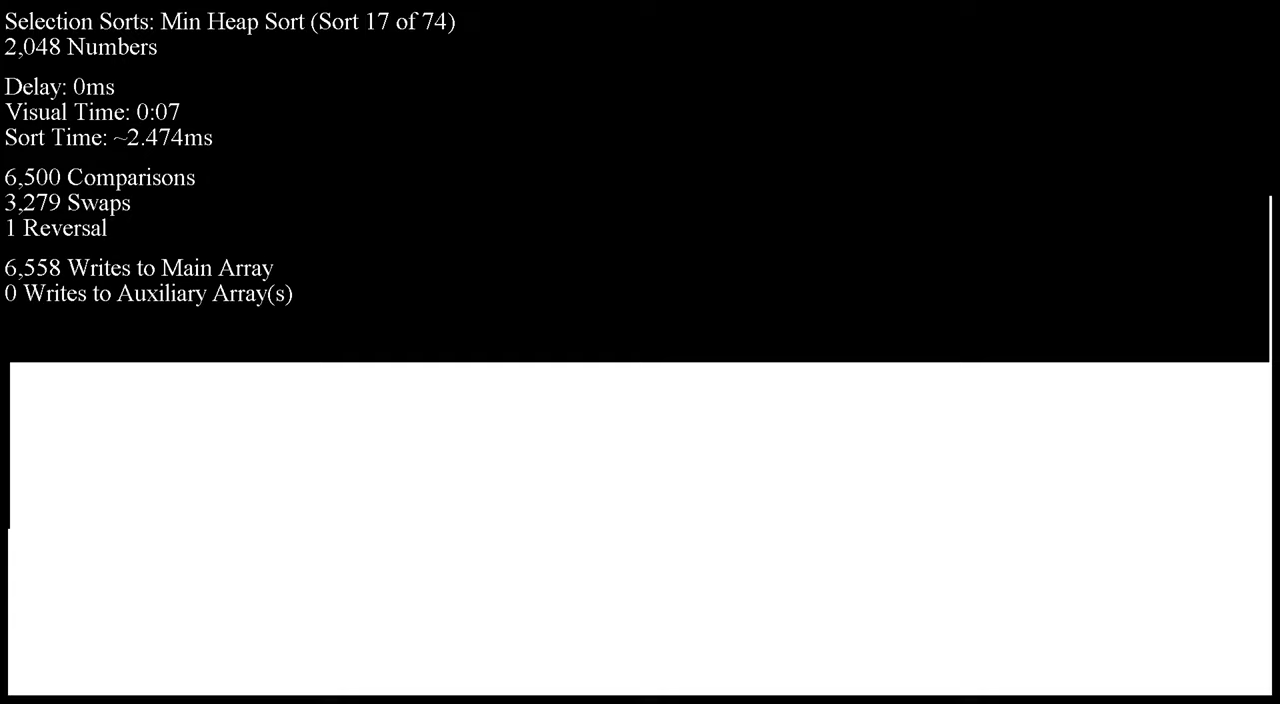 Selection Sorts: Min Heap Sort (Sort 17 of 74)
2,048 Numbers
Delay: 0ms
Visual Time: 0:07
Sort Time: ~2.474ms
6,500 Comparisons
3,279 Swaps
1 Reversal
6,558 Writes to Main Array
0 Writes to Auxiliary Array(s)